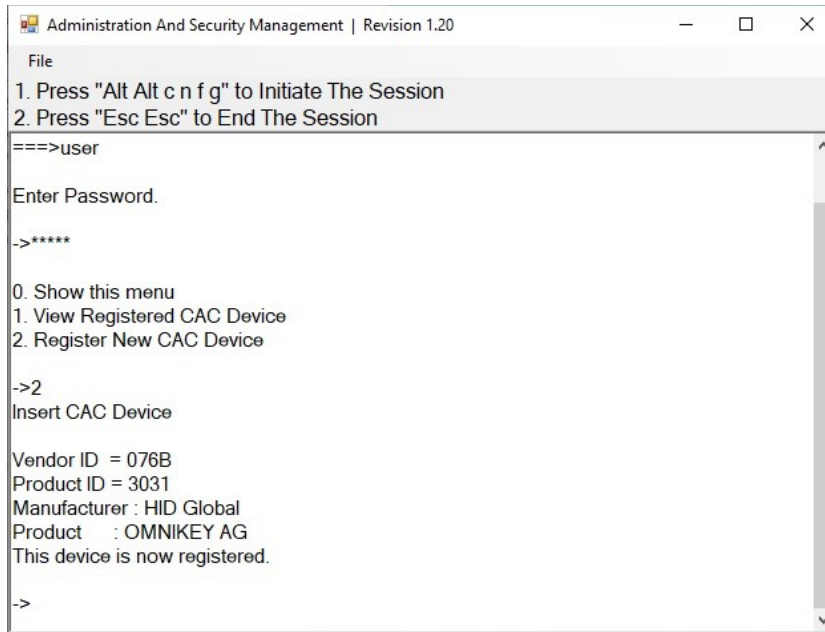 Administration And Security Management | Revision 1.20
File
1. Press "Alt Alt c n f g" to Initiate The Session
2. Press "Esc Esc" to End The Session
===>user
Enter Password.
->*****
0. Show this menu
1. View Registered CAC Device
2. Register New CAC Device
->2
Insert CAC Device
Vendor ID  = 076B
Product ID = 3031
Manufacturer : HID Global
Product     : OMNIKEY AG
This device is now registered.
->